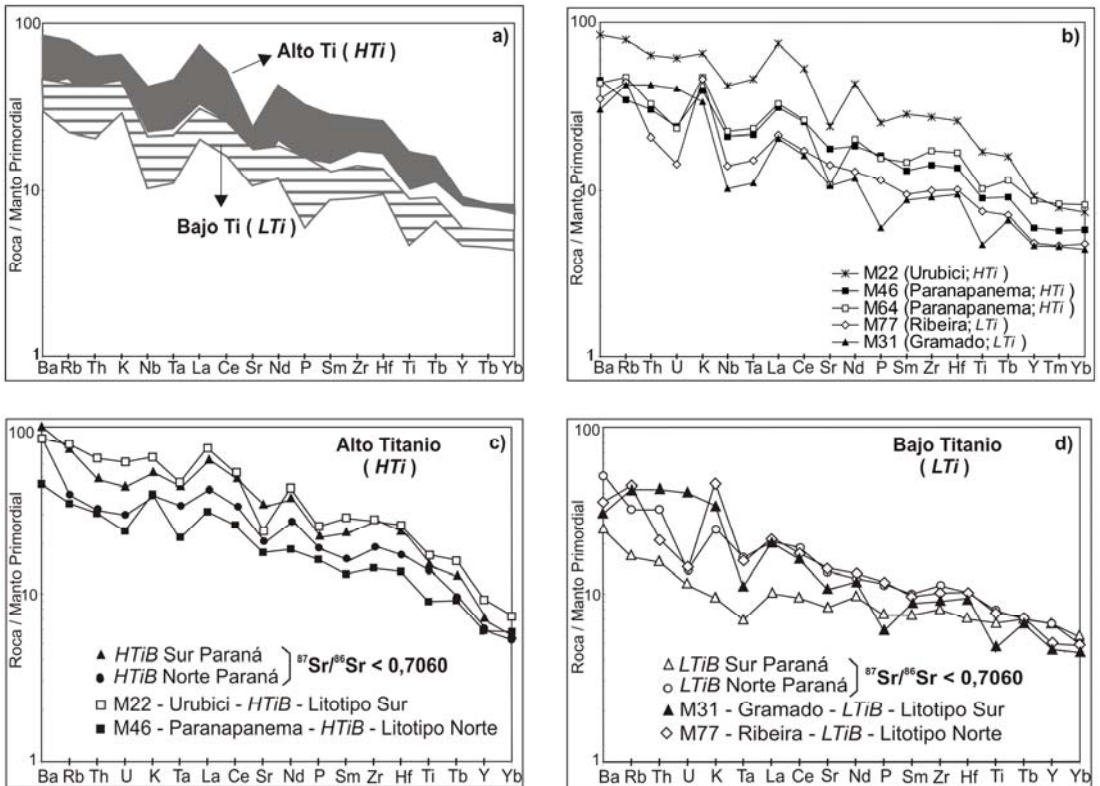 100
a)
Alto Ti ( HTi )
Roca / Manto Primordial
10
Bajo Ti ( LTi )
1
Ba Rb Th K Nb Ta La Ce Sr Nd P Sm Zr Hf Ti Tb Y Tb Yb
100
b)
Roca / Manto Primordial
10
M22 (Urubici; HTi )
M46 (Paranapanema; HTi )
M64 (Paranapanema; HTi )
M77 (Ribeira; LTi )
M31 (Gramado; LTi )
1
Ba Rb Th U K Nb Ta La Ce Sr Nd P Sm Zr Hf Ti Tb Y Tm Yb
100
Alto Titanio
c)
( HTi )
Roca / Manto Primordial
10
HTiB Sur Paraná
HTiB Norte Paraná
⁸⁷Sr/⁸⁶Sr < 0,7060
M22 - Urubici - HTiB - Litotipo Sur
M46 - Paranapanema - HTiB - Litotipo Norte
1
Ba Rb Th U K Ta La Ce Sr Nd P Sm Zr Hf Ti Tb Y Yb
100
Bajo Titanio
d)
( LTi )
Roca / Manto Primordial
10
LTiB Sur Paraná
LTiB Norte Paraná
⁸⁷Sr/⁸⁶Sr < 0,7060
M31 - Gramado - LTiB - Litotipo Sur
M77 - Ribeira - LTiB - Litotipo Norte
1
Ba Rb Th U K Ta La Ce Sr Nd P Sm Zr Hf Ti Tb Y Yb